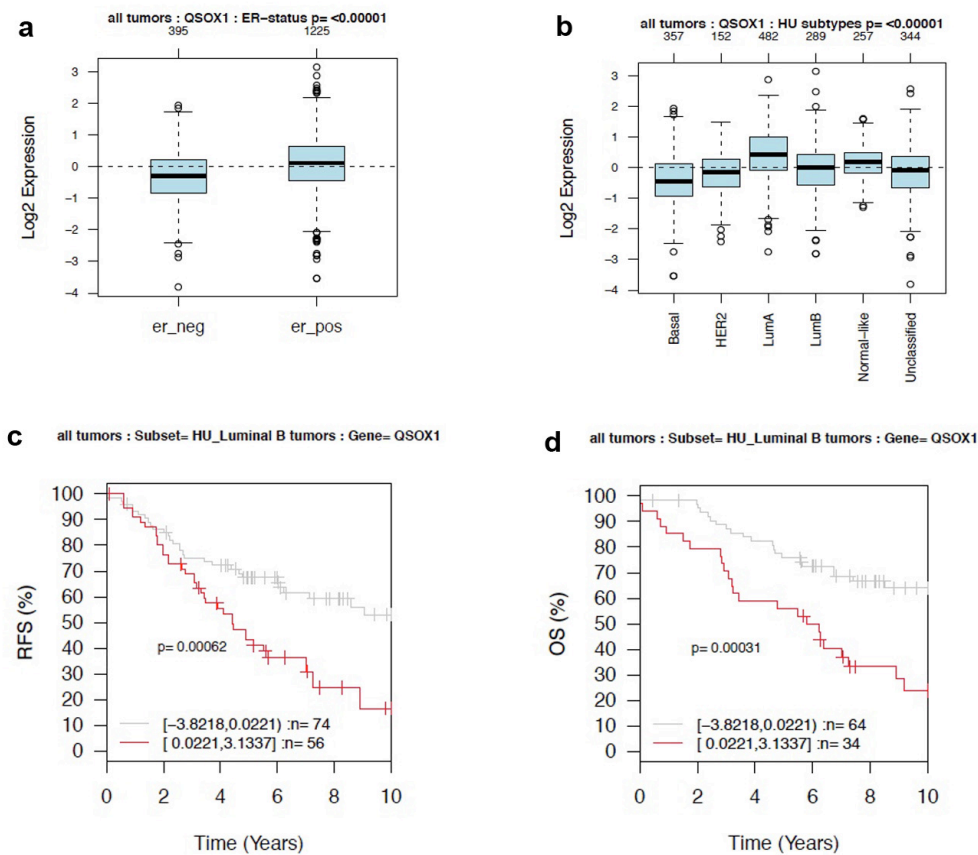 a
all tumors : QSOX1 : ER-status p= <0.00001
395 1225
Log2 Expression
3
2
1
0
−1
−2
−3
−4
er_neg er_pos
b
all tumors : QSOX1 : HU subtypes p= <0.00001
357 152 482 289 257 344
Log2 Expression
3
2
1
0
−1
−2
−3
−4
Basal HER2 LumA LumB Normal−like Unclassified
c
all tumors : Subset= HU_Luminal B tumors : Gene= QSOX1
RFS (%)
100
90
80
70
60
50
40
30
20
10
0
p= 0.00062
[−3.8218,0.0221) :n= 74
[ 0.0221,3.1337] :n= 56
0 2 4 6 8 10
Time (Years)
d
all tumors : Subset= HU_Luminal B tumors : Gene= QSOX1
OS (%)
100
90
80
70
60
50
40
30
20
10
0
p= 0.00031
[−3.8218,0.0221) :n= 64
[ 0.0221,3.1337] :n= 34
0 2 4 6 8 10
Time (Years)